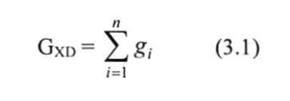 G_XD = \sum_{i=1}^{n} g_i (3.1)